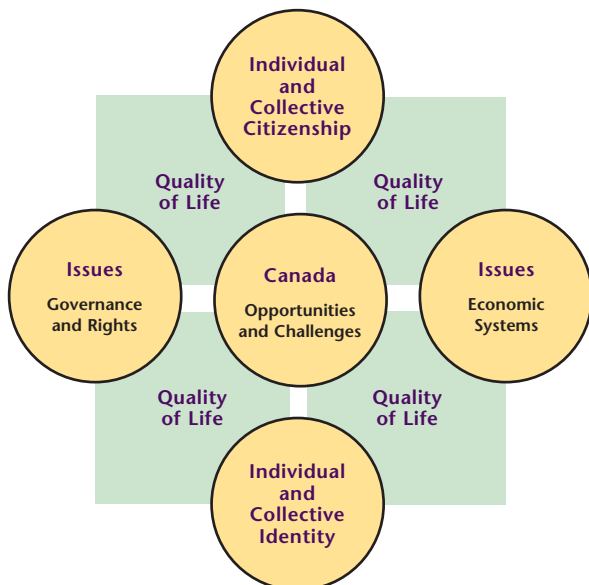 Individual
and
Collective
Citizenship
Quality
of Life
Quality
of Life
Issues
Governance
and Rights
Canada
Opportunities
and Challenges
Issues
Economic
Systems
Quality
of Life
Quality
of Life
Individual
and
Collective
Identity